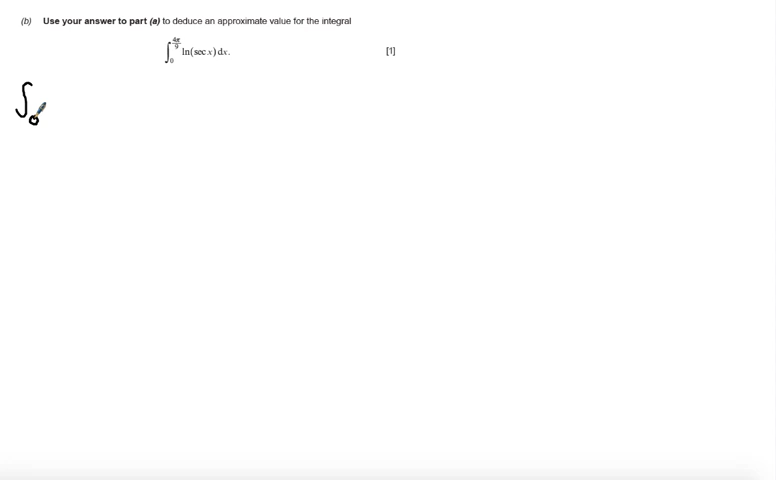 (b) Use your answer to part (a) to deduce an approximate value for the integral
∫₀^(4π/9) ln(sec x) dx. [1]
∫₀